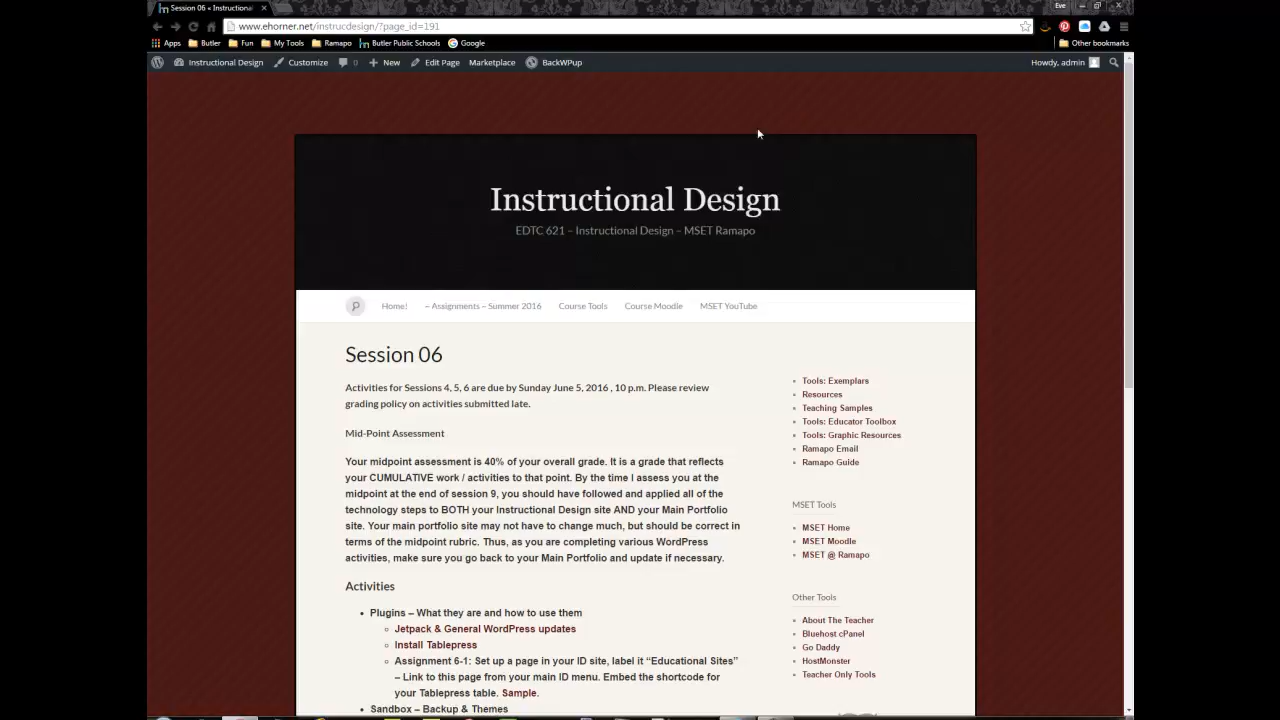 Session 06 « Instructional
Eve
www.ehorner.net/instrucdesign/?page_id=191
Apps Butler Fun My Tools Ramapo Butler Public Schools Google Other bookmarks
Instructional Design Customize 0 New Edit Page Marketplace BackWPup Howdy, admin
Instructional Design
EDTC 621 – Instructional Design – MSET Ramapo
Home! ~ Assignments ~ Summer 2016 Course Tools Course Moodle MSET YouTube
Session 06
Activities for Sessions 4, 5, 6 are due by Sunday June 5, 2016 , 10 p.m. Please review
grading policy on activities submitted late.
Mid-Point Assessment
Your midpoint assessment is 40% of your overall grade. It is a grade that reflects
your CUMULATIVE work / activities to that point. By the time I assess you at the
midpoint at the end of session 9, you should have followed and applied all of the
technology steps to BOTH your Instructional Design site AND your Main Portfolio
site. Your main portfolio site may not have to change much, but should be correct in
terms of the midpoint rubric. Thus, as you are completing various WordPress
activities, make sure you go back to your Main Portfolio and update if necessary.
Activities
Plugins – What they are and how to use them
Jetpack & General WordPress updates
Install Tablepress
Assignment 6-1: Set up a page in your ID site, label it “Educational Sites”
– Link to this page from your main ID menu. Embed the shortcode for
your Tablepress table. Sample.
Sandbox – Backup & Themes
Tools: Exemplars
Resources
Teaching Samples
Tools: Educator Toolbox
Tools: Graphic Resources
Ramapo Email
Ramapo Guide
MSET Tools
MSET Home
MSET Moodle
MSET @ Ramapo
Other Tools
About The Teacher
Bluehost cPanel
Go Daddy
HostMonster
Teacher Only Tools